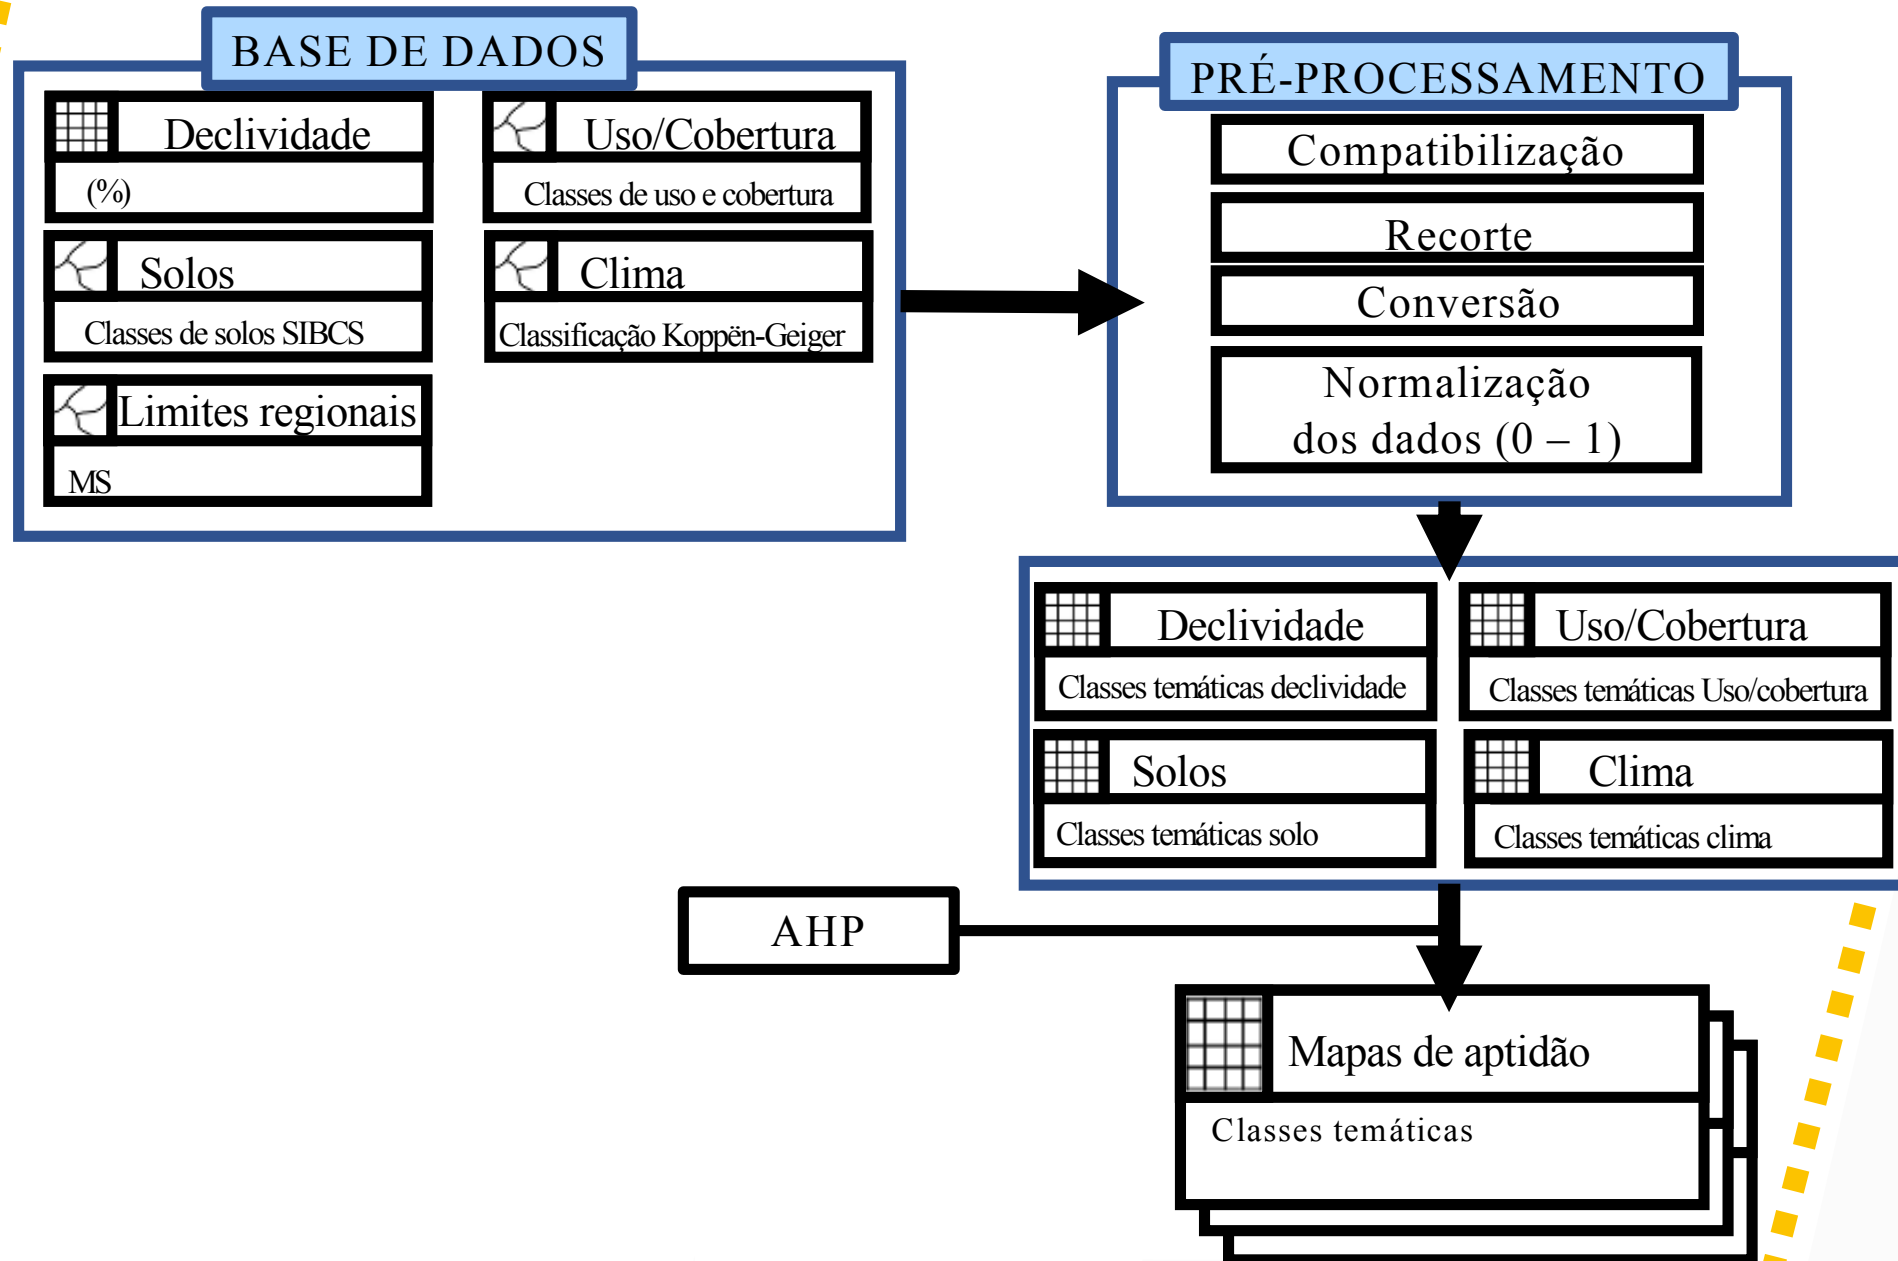 BASE DE DADOS
Declividade
(%)
Uso/Cobertura
Classes de uso e cobertura
Solos
Classes de solos SIBCS
Clima
Classificação Koppën-Geiger
Limites regionais
MS
PRÉ-PROCESSAMENTO
Compatibilização
Recorte
Conversão
Normalização
dos dados (0 – 1)
Declividade
Classes temáticas declividade
Uso/Cobertura
Classes temáticas Uso/cobertura
Solos
Classes temáticas solo
Clima
Classes temáticas clima
AHP
Mapas de aptidão
Classes temáticas